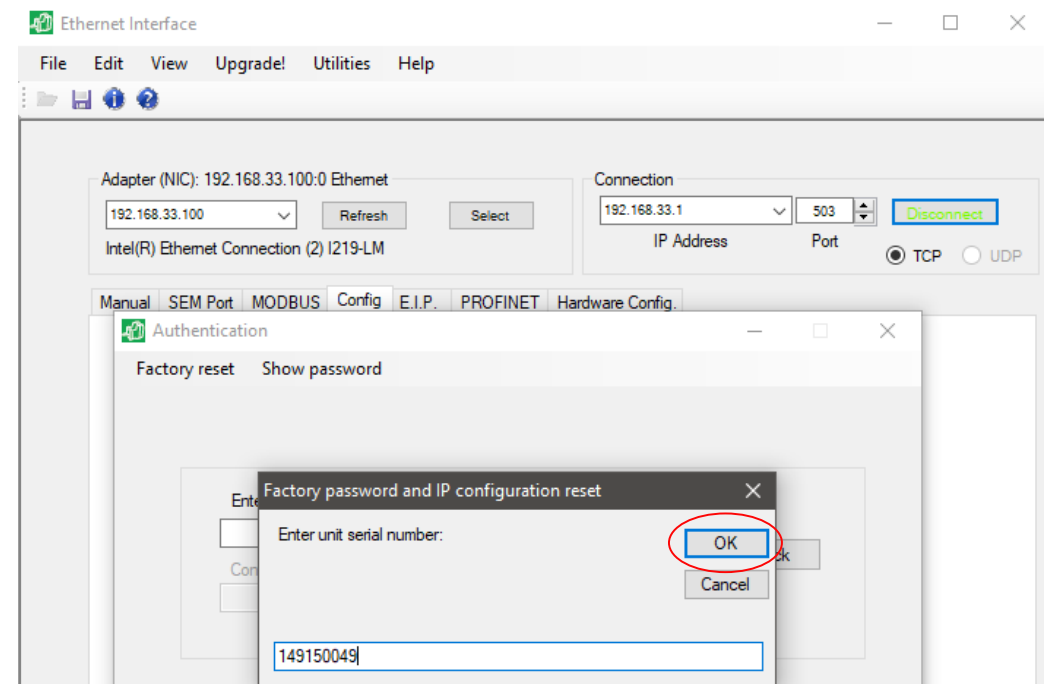 Ethernet Interface
File Edit View Upgrade! Utilities Help
Adapter (NIC): 192.168.33.100:0 Ethernet
192.168.33.100 Refresh Select
Intel(R) Ethernet Connection (2) I219-LM
Connection
192.168.33.1 503 Disconnect
IP Address Port TCP UDP
Manual SEM Port MODBUS Config E.I.P. PROFINET Hardware Config.
Authentication
Factory reset Show password
Factory password and IP configuration reset
Enter unit serial number:
OK
Cancel
149150049